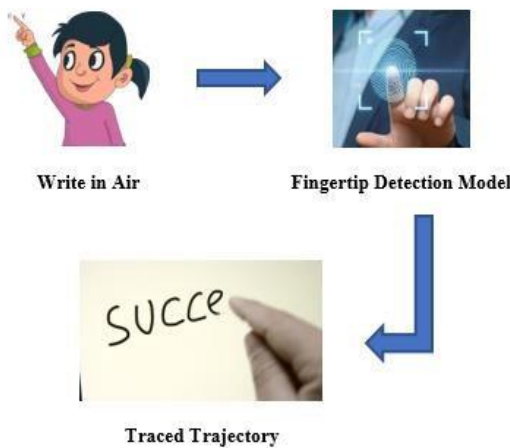 Write in Air
Fingertip Detection Model
succe
Traced Trajectory